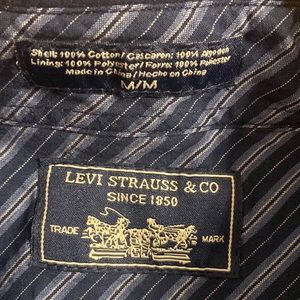 Shell: 100% Cotton/Cascaron: 100% Algodon
Lining: 100% Polyester/Forro: 100% Poliester
Made in China/Hecho en China
M/M
LEVI STRAUSS & CO
SINCE 1850
TRADE MARK